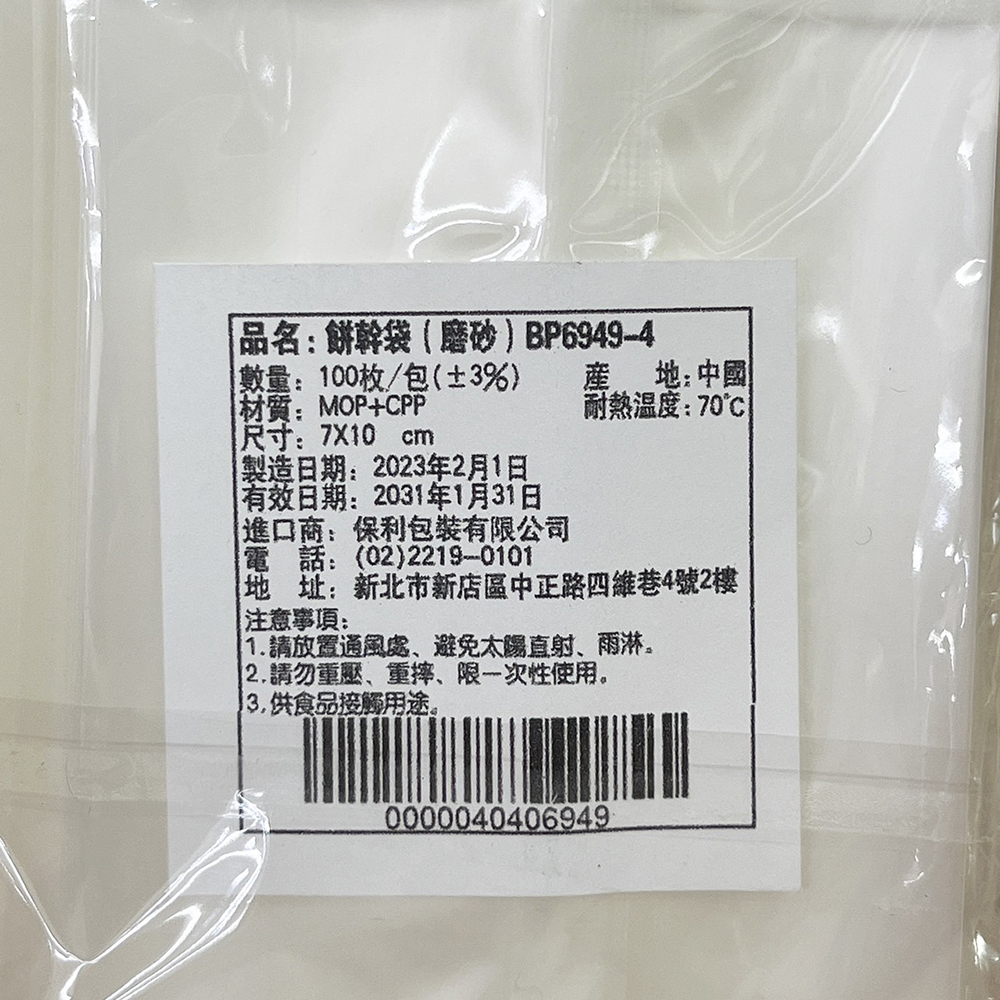 品名：餅幹袋（磨砂）BP6949-4
數量：100枚/包(±3%) 產 地：中國
材質：MOP+CPP 耐熱溫度：70℃
尺寸：7X10 cm
製造日期：2023年2月1日
有效日期：2031年1月31日
進口商：保利包裝有限公司
電 話：(02)2219-0101
地 址：新北市新店區中正路四維巷4號2樓
注意事項：
1.請放置通風處、避免太陽直射、雨淋。
2.請勿重壓、重摔、限一次性使用。
3.供食品接觸用途。
0000040406949